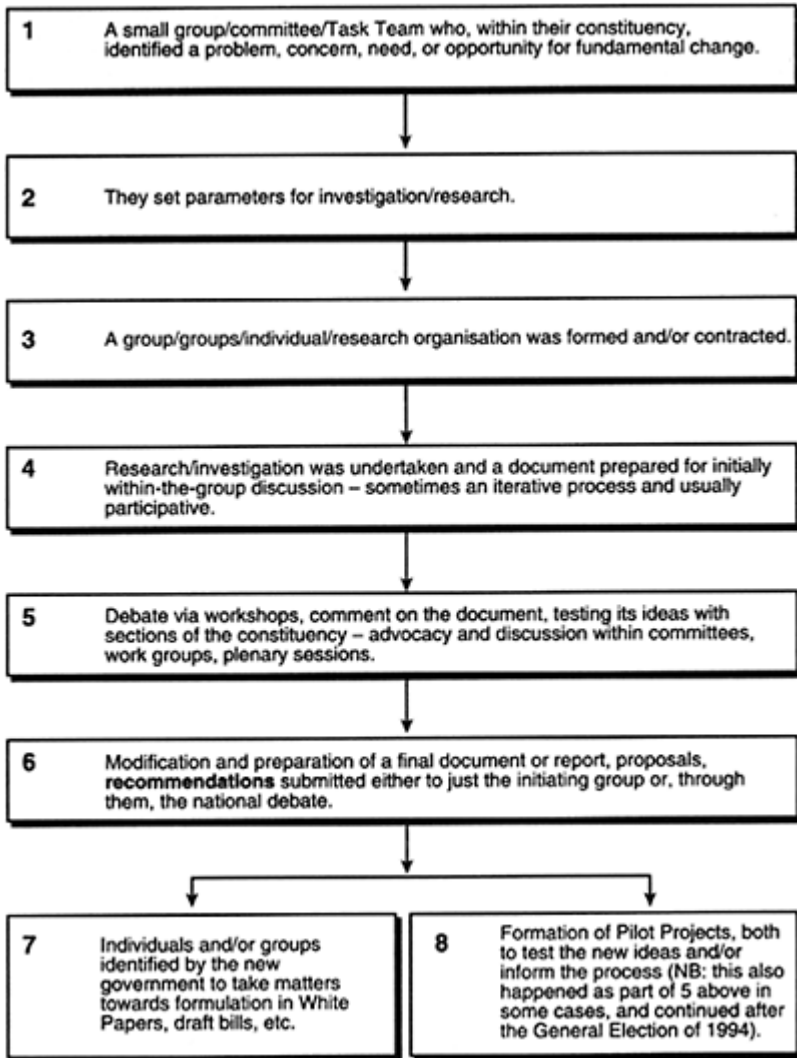 1 A small group/committee/Task Team who, within their constituency,
identified a problem, concern, need, or opportunity for fundamental change.
2 They set parameters for investigation/research.
3 A group/groups/individual/research organisation was formed and/or contracted.
4 Research/investigation was undertaken and a document prepared for initially
within-the-group discussion – sometimes an iterative process and usually
participative.
5 Debate via workshops, comment on the document, testing its ideas with
sections of the constituency – advocacy and discussion within committees,
work groups, plenary sessions.
6 Modification and preparation of a final document or report, proposals,
recommendations submitted either to just the initiating group or, through
them, the national debate.
7 Individuals and/or groups
identified by the new
government to take matters
towards formulation in White
Papers, draft bills, etc.
8 Formation of Pilot Projects, both
to test the new ideas and/or
inform the process (NB: this also
happened as part of 5 above in
some cases, and continued after
the General Election of 1994).